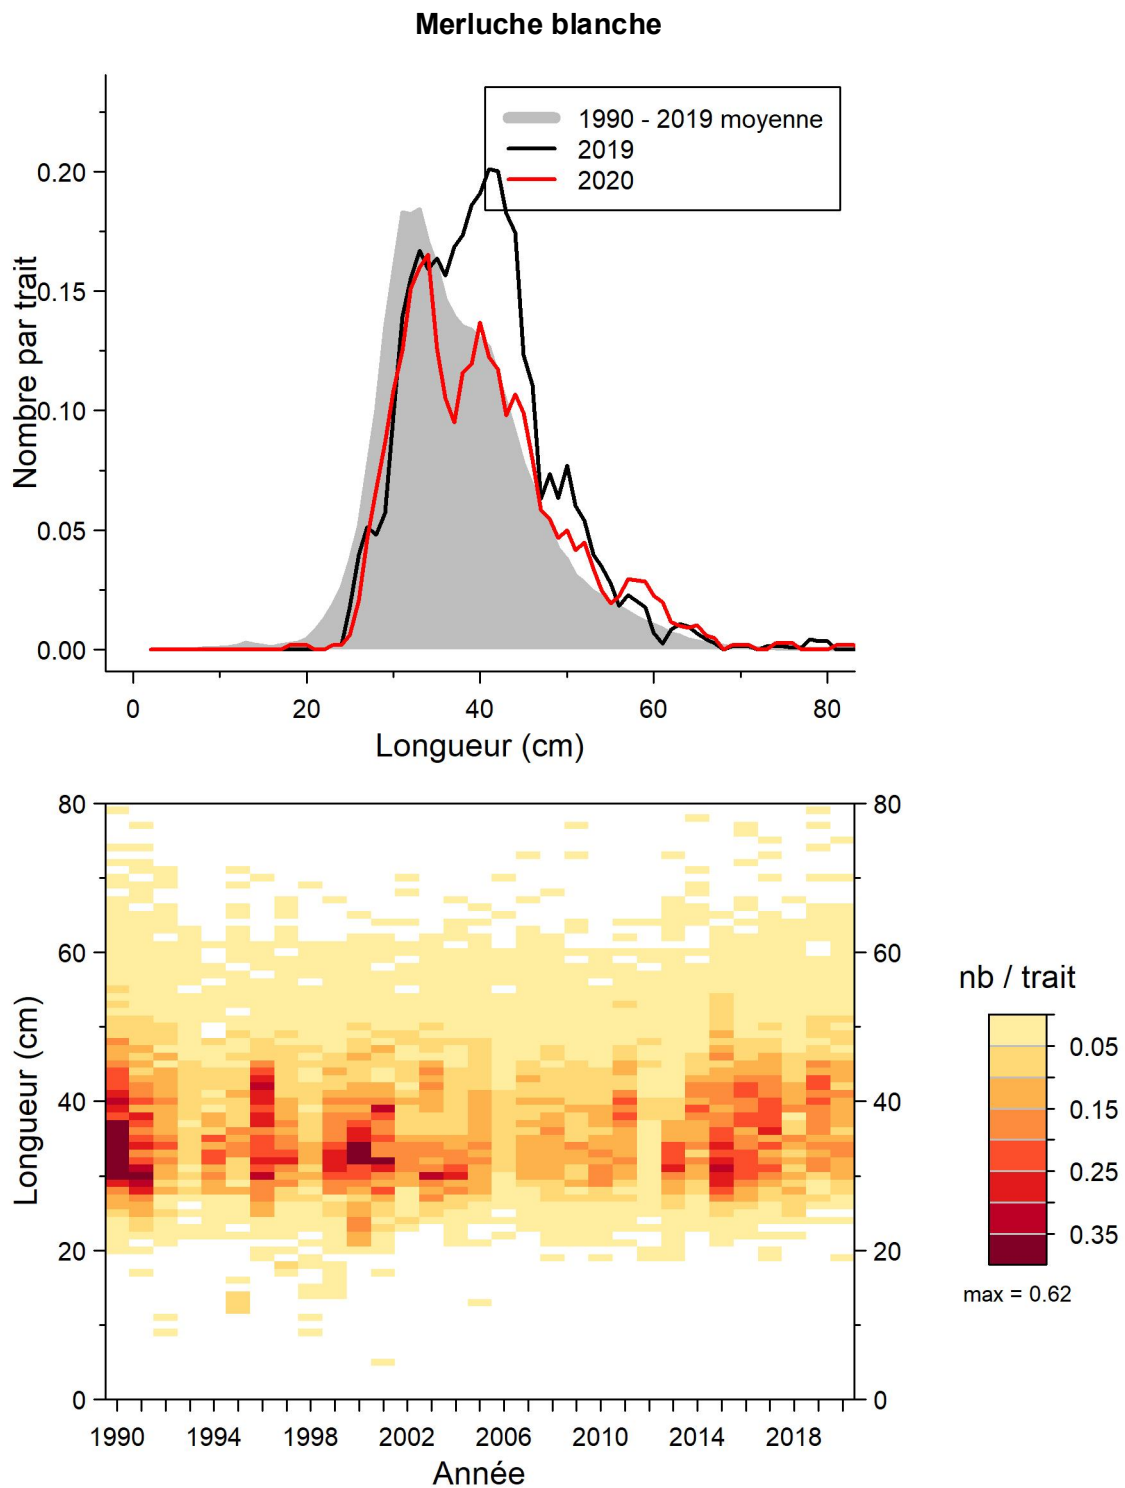 Merluche blanche
1990 - 2019 moyenne
2019
2020
Nombre par trait
0.20
0.15
0.10
0.05
0.00
0 20 40 60 80
Longueur (cm)
80 80
60 60
40 40
20 20
0 0
Longueur (cm)
1990 1994 1998 2002 2006 2010 2014 2018
Année
nb / trait
0.05
0.15
0.25
0.35
max = 0.62